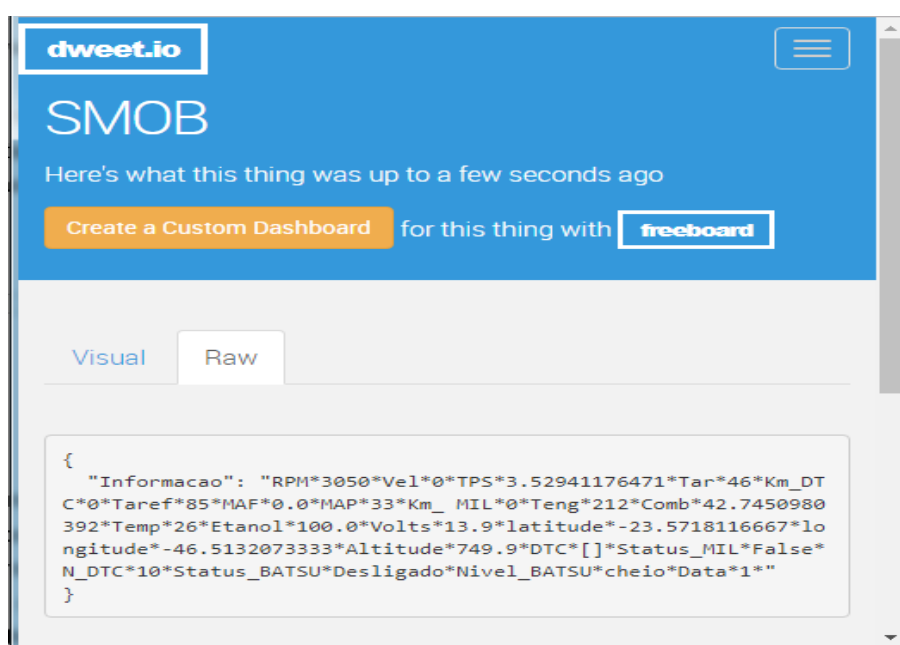 dweet.io
SMOB
Here's what this thing was up to a few seconds ago
Create a Custom Dashboard for this thing with freeboard
Visual Raw
{
"Informacao": "RPM*3050*Vel*0*TPS*3.52941176471*Tar*46*Km_DT
C*0*Taref*85*MAF*0.0*MAP*33*Km_ MIL*0*Teng*212*Comb*42.7450980
392*Temp*26*Etanol*100.0*Volts*13.9*latitude*-23.5718116667*lo
ngitude*-46.5132073333*Altitude*749.9*DTC*[]*Status_MIL*False*
N_DTC*10*Status_BATSU*Desligado*Nivel_BATSU*cheio*Data*1*"
}